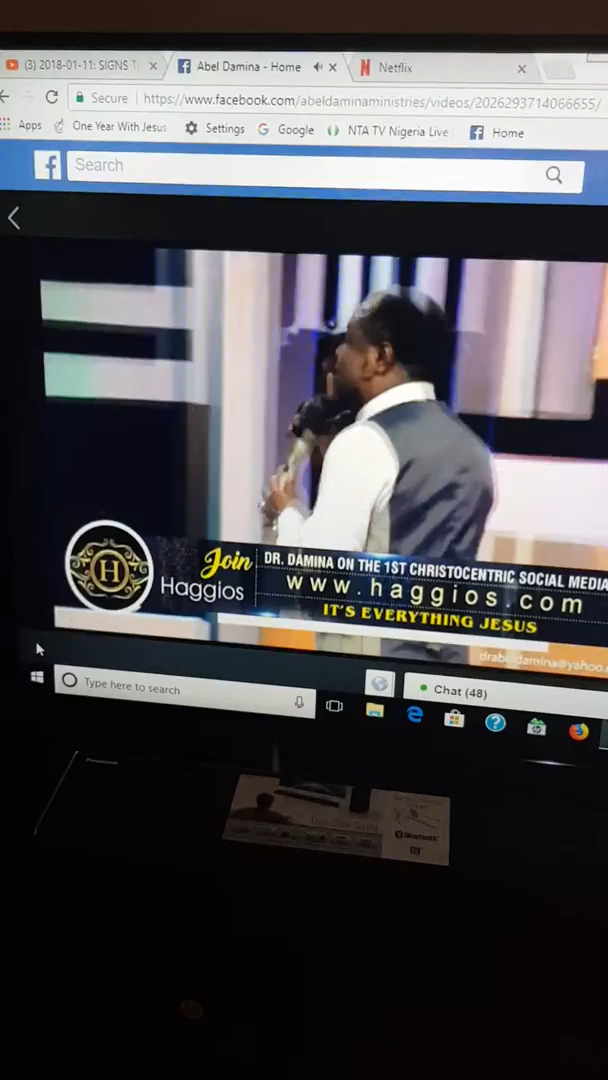 (3) 2018-01-11: SIGNS T
Abel Damina - Home
Netflix
Secure
https://www.facebook.com/abeldaminaministries/videos/2026293714066655/
Apps
One Year With Jesus
Settings
Google
NTA TV Nigeria Live
Home
Search
H
Join
Haggios
DR. DAMINA ON THE 1ST CHRISTOCENTRIC SOCIAL MEDIA
www.haggios.com
IT'S EVERYTHING JESUS
Type here to search
Chat (48)
Bluetooth